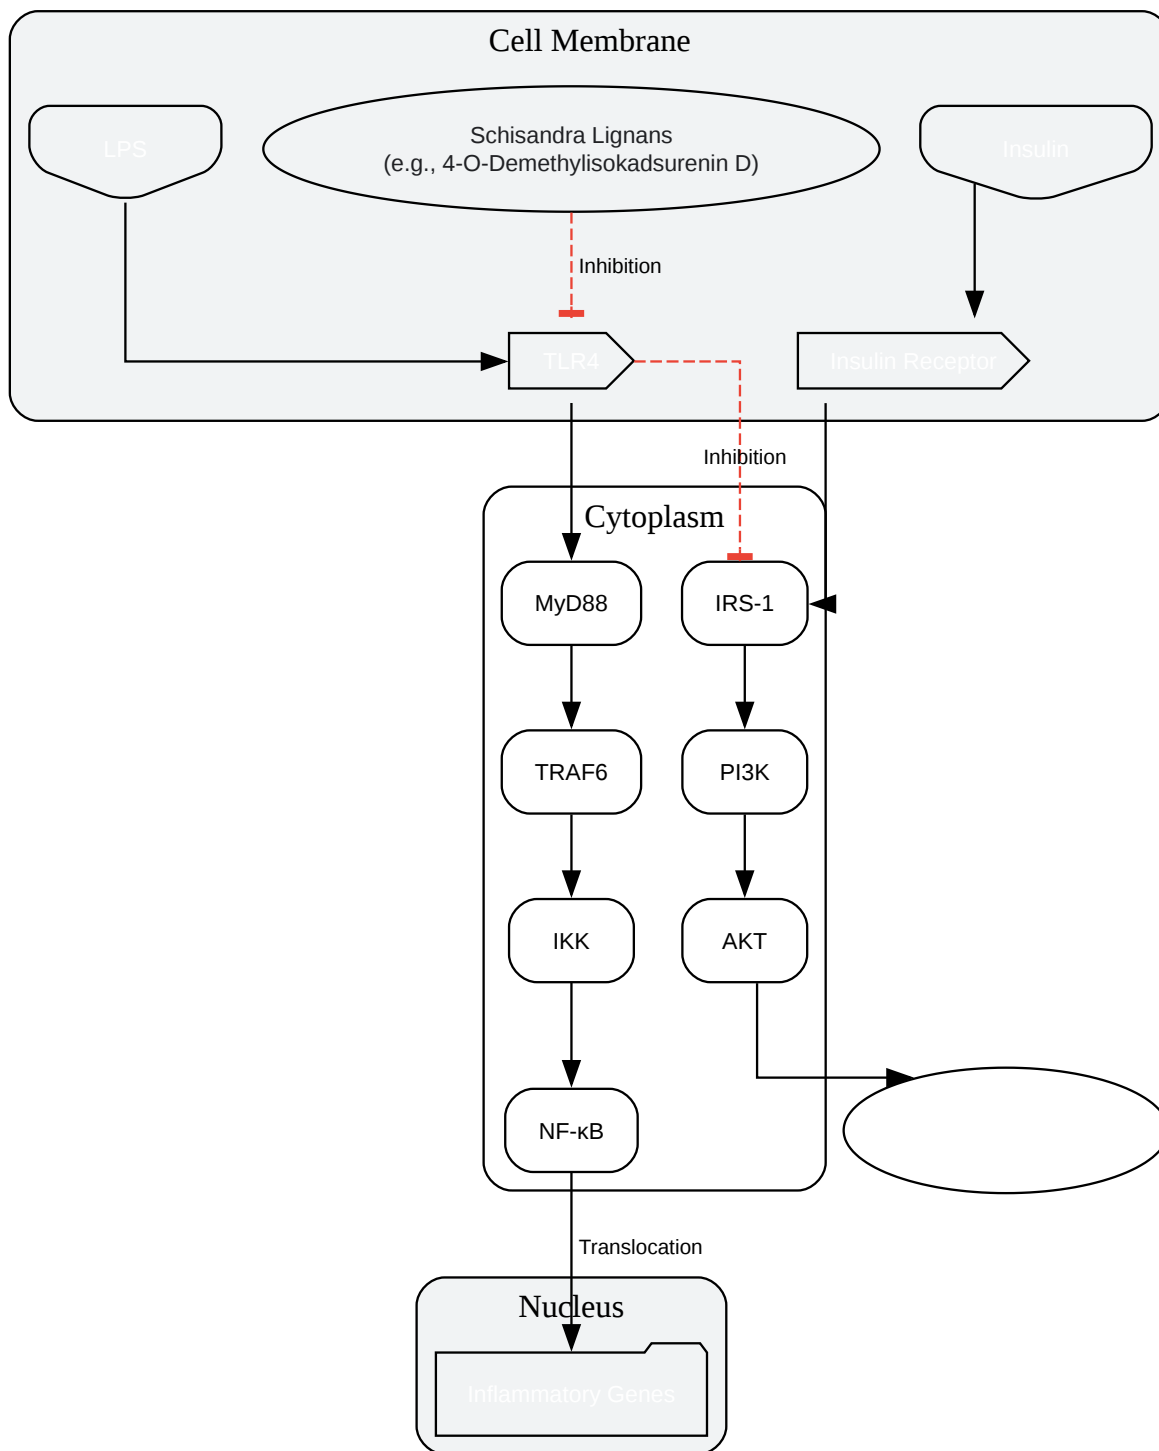 Cell Membrane
LPS
Schisandra Lignans
(e.g., 4-O-Demethylisokadsurenin D)
Insulin
Inhibition
TLR4
Insulin Receptor
Inhibition
Cytoplasm
MyD88
IRS-1
TRAF6
PI3K
IKK
AKT
NF-κB
Translocation
Nucleus
Inflammatory Genes